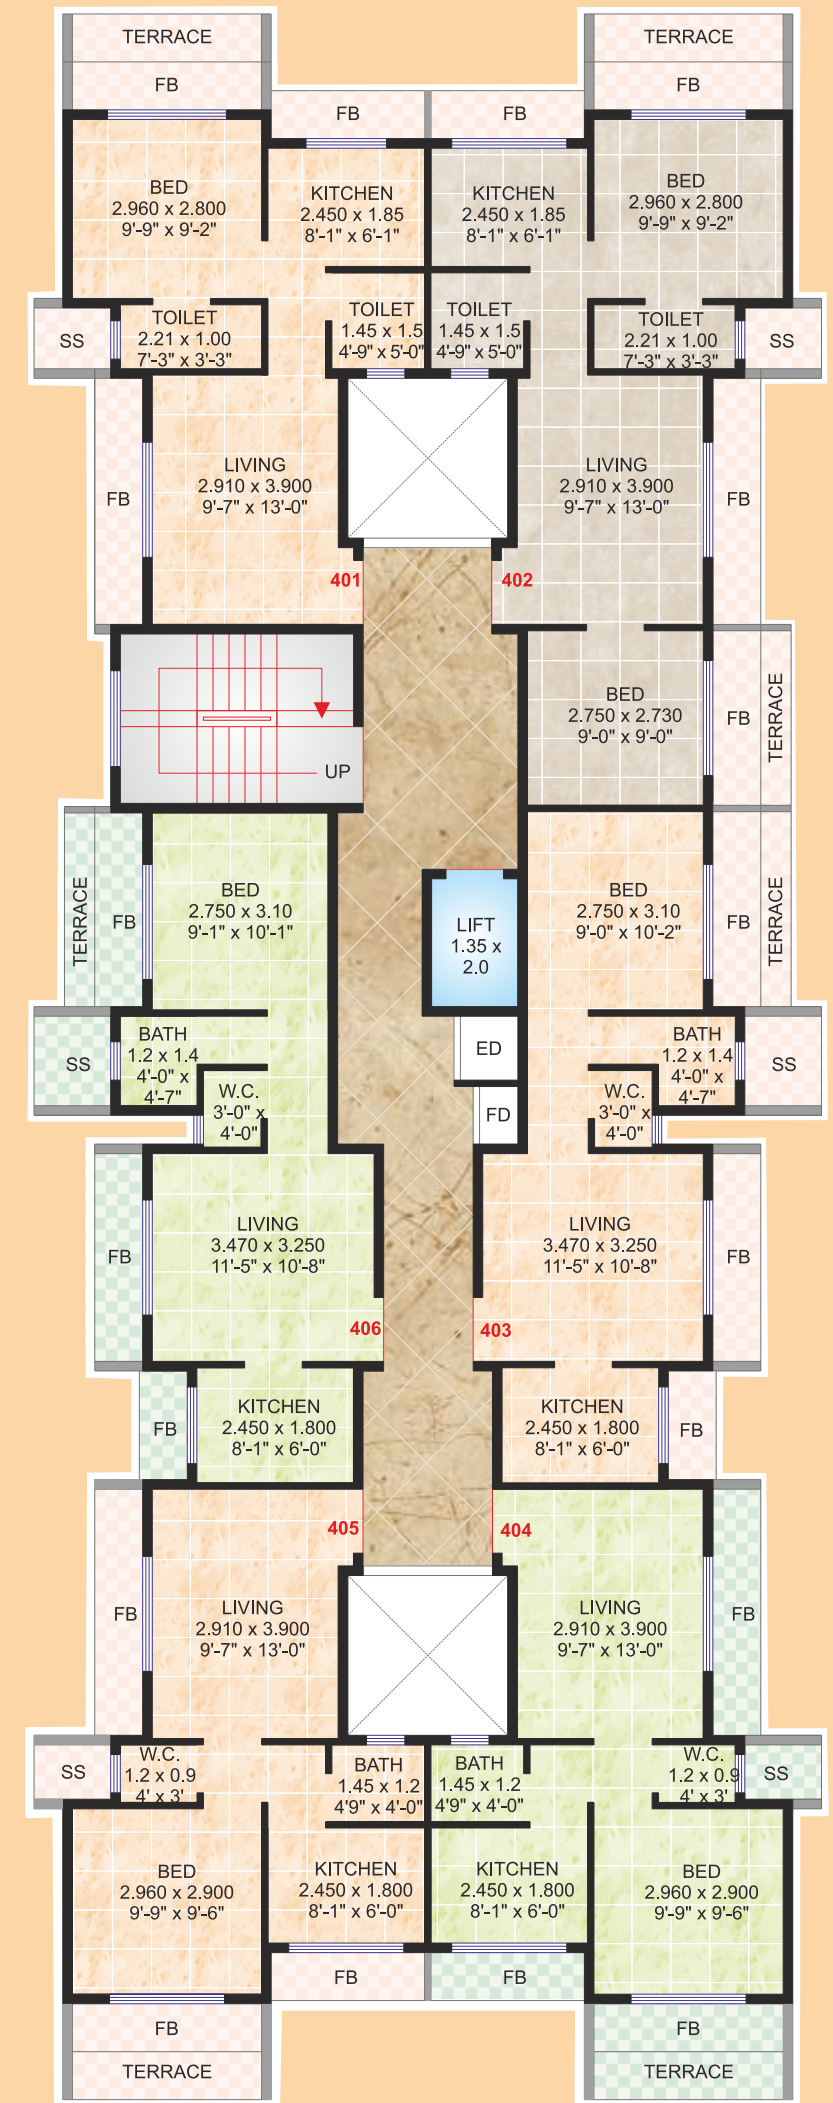 TERRACE
FB
TERRACE
FB
FB
FB
BED
2.960 x 2.800
9'-9" x 9'-2"
KITCHEN
2.450 x 1.85
8'-1" x 6'-1"
KITCHEN
2.450 x 1.85
8'-1" x 6'-1"
BED
2.960 x 2.800
9'-9" x 9'-2"
SS
TOILET
2.21 x 1.00
7'-3" x 3'-3"
TOILET
1.45 x 1.5
4'-9" x 5'-0"
TOILET
1.45 x 1.5
4'-9" x 5'-0"
TOILET
2.21 x 1.00
7'-3" x 3'-3"
SS
FB
LIVING
2.910 x 3.900
9'-7" x 13'-0"
LIVING
2.910 x 3.900
9'-7" x 13'-0"
FB
401
402
UP
BED
2.750 x 2.730
9'-0" x 9'-0"
FB
TERRACE
TERRACE
FB
BED
2.750 x 3.10
9'-1" x 10'-1"
LIFT
1.35 x
2.0
BED
2.750 x 3.10
9'-0" x 10'-2"
FB
TERRACE
SS
BATH
1.2 x 1.4
4'-0" x
4'-7"
W.C.
3'-0" x
4'-0"
ED
FD
W.C.
3'-0" x
4'-0"
BATH
1.2 x 1.4
4'-0" x
4'-7"
SS
FB
LIVING
3.470 x 3.250
11'-5" x 10'-8"
LIVING
3.470 x 3.250
11'-5" x 10'-8"
FB
406
403
FB
KITCHEN
2.450 x 1.800
8'-1" x 6'-0"
KITCHEN
2.450 x 1.800
8'-1" x 6'-0"
FB
405
404
FB
LIVING
2.910 x 3.900
9'-7" x 13'-0"
LIVING
2.910 x 3.900
9'-7" x 13'-0"
FB
SS
W.C.
1.2 x 0.9
4' x 3'
BATH
1.45 x 1.2
4'9" x 4'-0"
BATH
1.45 x 1.2
4'9" x 4'-0"
W.C.
1.2 x 0.9
4' x 3'
SS
BED
2.960 x 2.900
9'-9" x 9'-6"
KITCHEN
2.450 x 1.800
8'-1" x 6'-0"
KITCHEN
2.450 x 1.800
8'-1" x 6'-0"
BED
2.960 x 2.900
9'-9" x 9'-6"
FB
FB
FB
TERRACE
FB
TERRACE